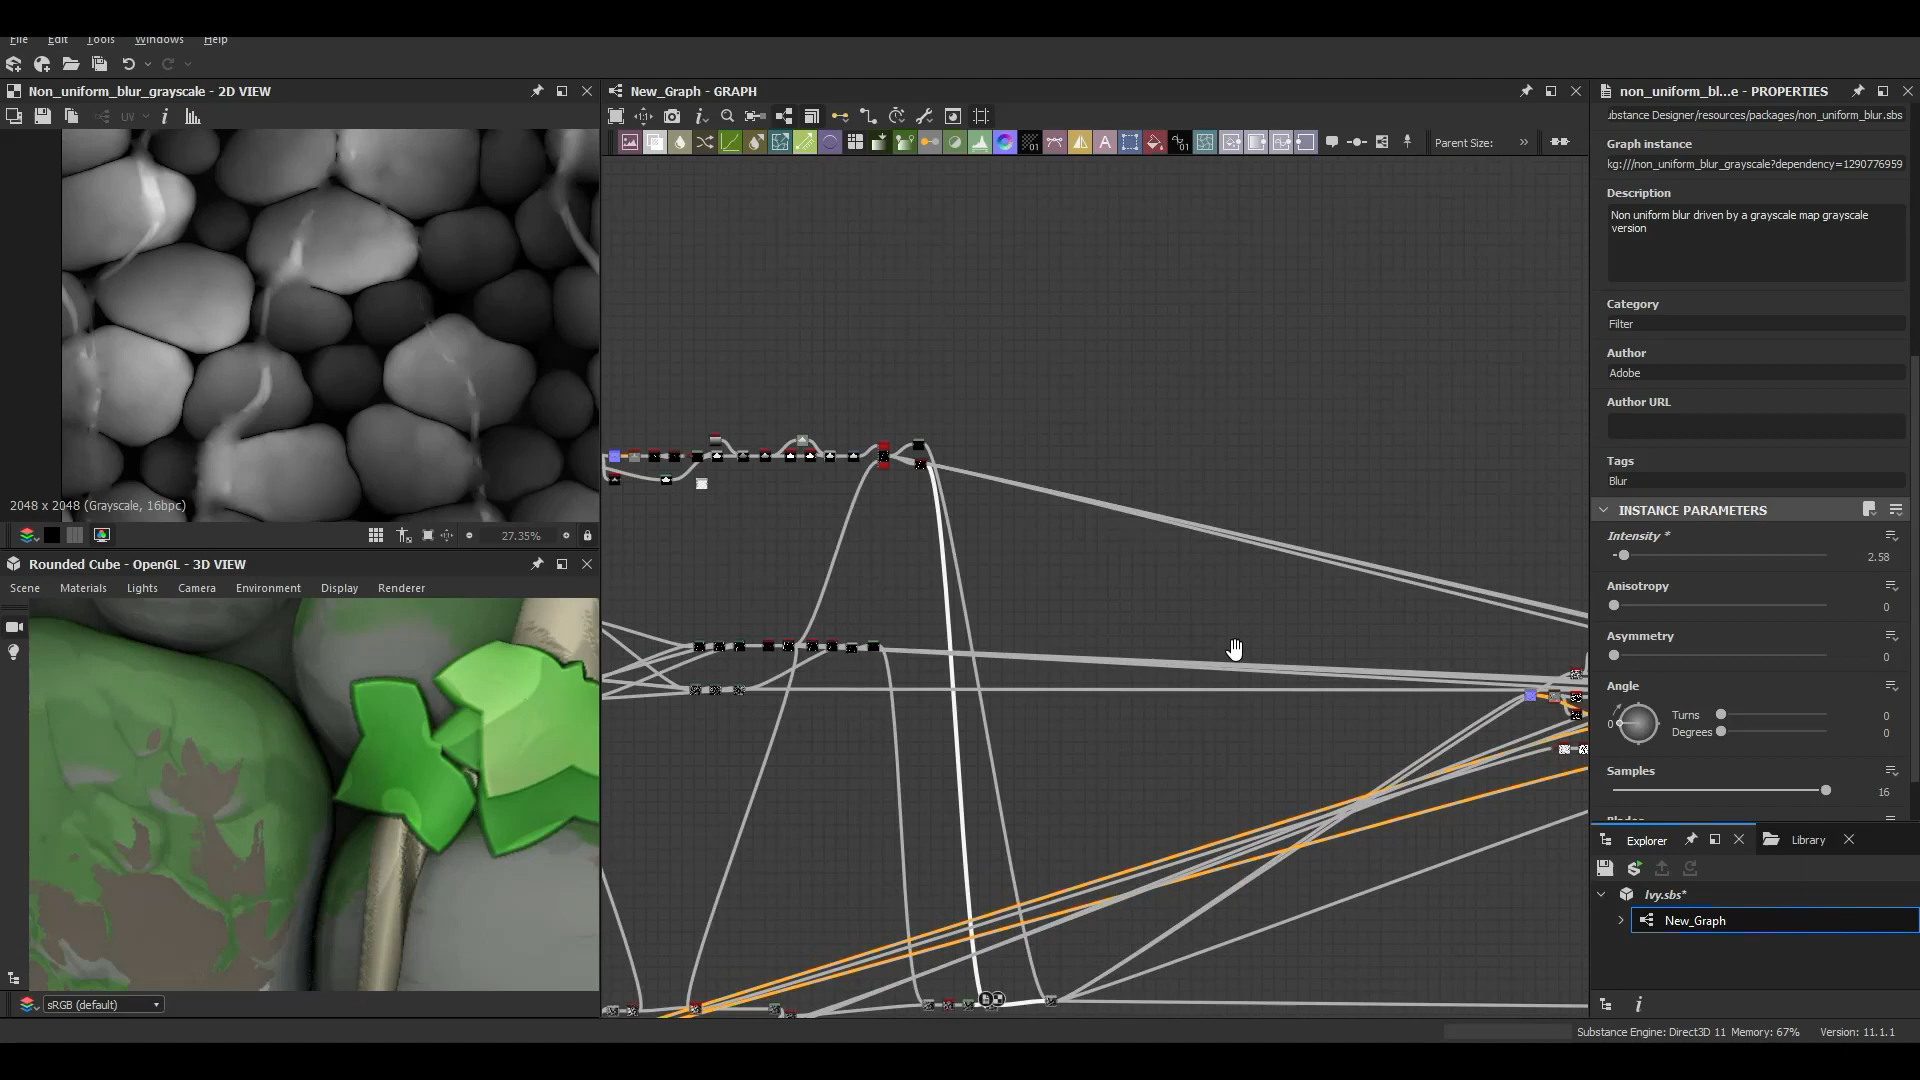 File Edit Tools Windows Help
Non_uniform_blur_grayscale - 2D VIEW
UV
2048 x 2048 (Grayscale, 16bpc)
27.35%
Rounded Cube - OpenGL - 3D VIEW
Scene Materials Lights Camera Environment Display Renderer
sRGB (default)
New_Graph - GRAPH
Parent Size:
non_uniform_bl...e - PROPERTIES
ubstance Designer/resources/packages/non_uniform_blur.sbs
Graph instance
kg:///non_uniform_blur_grayscale?dependency=1290776959
Description
Non uniform blur driven by a grayscale map grayscale
version
Category
Filter
Author
Adobe
Author URL
Tags
Blur
INSTANCE PARAMETERS
Intensity *
2.58
Anisotropy
0
Asymmetry
0
Angle
0 Turns 0
Degrees 0
Samples
16
Explorer Library
Ivy.sbs*
New_Graph
Substance Engine: Direct3D 11 Memory: 67% Version: 11.1.1